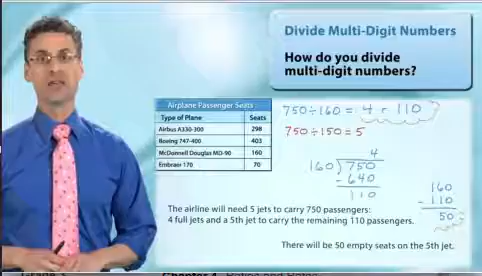 Divide Multi-Digit Numbers
How do you divide
multi-digit numbers?
Airplane Passenger Seats
Type of Plane Seats
Airbus A330-300 298
Boeing 747-400 403
McDonnell Douglas MD-90 160
Embraer 170 70
750÷160 = 4 r 110
750÷150=5
4
160)750
- 640
110
160
- 110
50
The airline will need 5 jets to carry 750 passengers:
4 full jets and a 5th jet to carry the remaining 110 passengers.
There will be 50 empty seats on the 5th jet.